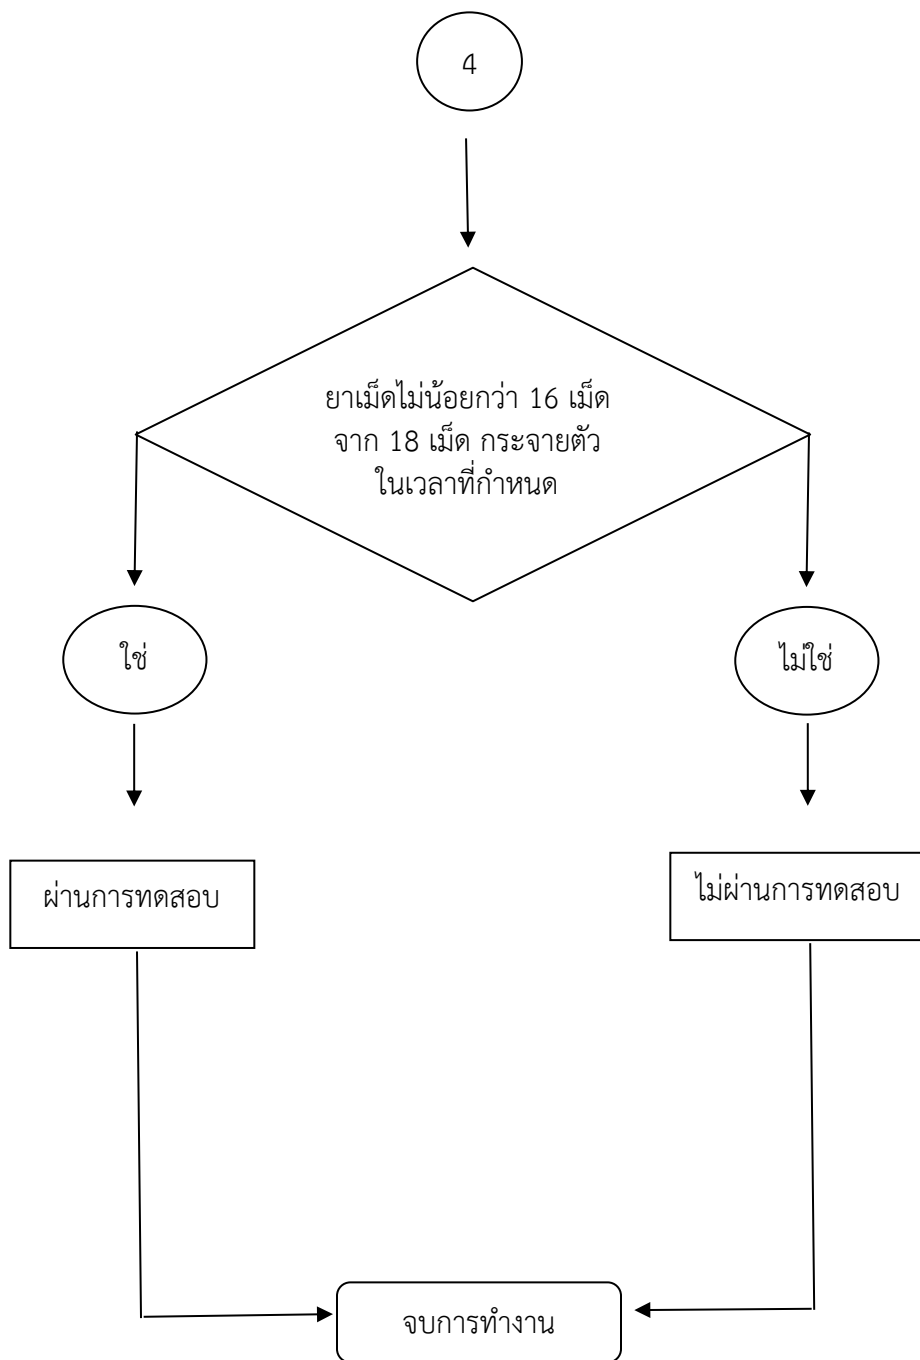 4
ยาเม็ดไม่น้อยกว่า 16 เม็ด
จาก 18 เม็ด กระจายตัว
ในเวลาที่กำหนด
ใช่
ไม่ใช่
ผ่านการทดสอบ
ไม่ผ่านการทดสอบ
จบการทำงาน